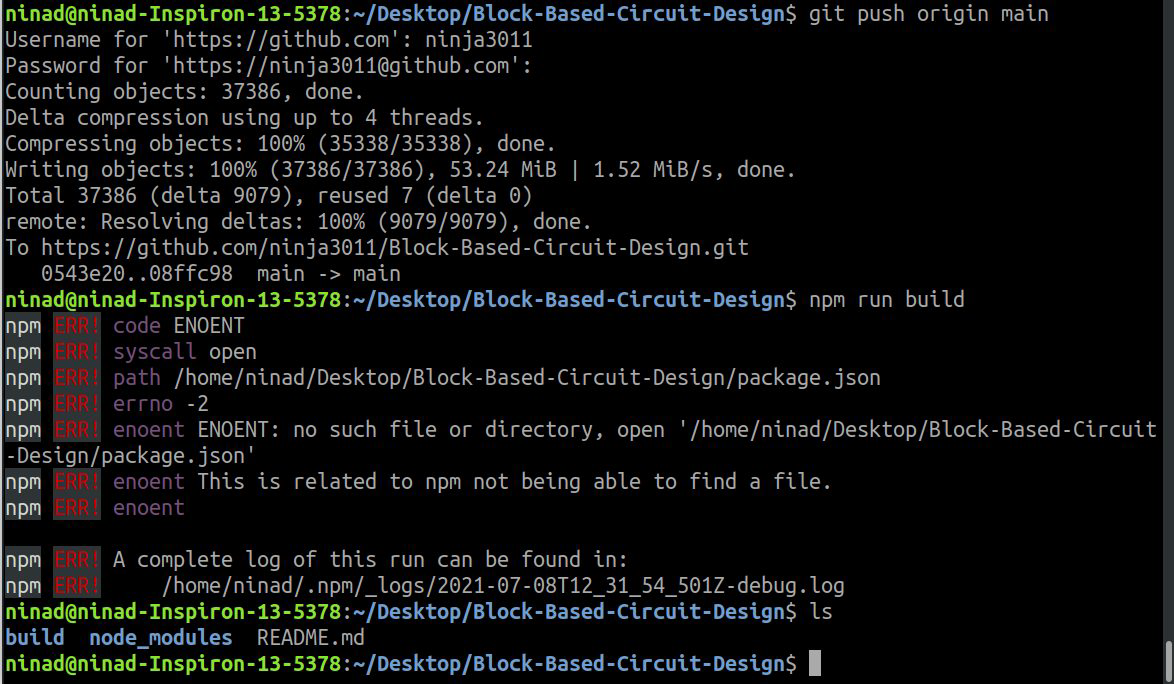 ninad@ninad-Inspiron-13-5378:~/Desktop/Block-Based-Circuit-Design$ git push origin main
Username for 'https://github.com': ninja3011
Password for 'https://ninja3011@github.com':
Counting objects: 37386, done.
Delta compression using up to 4 threads.
Compressing objects: 100% (35338/35338), done.
Writing objects: 100% (37386/37386), 53.24 MiB | 1.52 MiB/s, done.
Total 37386 (delta 9079), reused 7 (delta 0)
remote: Resolving deltas: 100% (9079/9079), done.
To https://github.com/ninja3011/Block-Based-Circuit-Design.git
   0543e20..08ffc98  main -> main
ninad@ninad-Inspiron-13-5378:~/Desktop/Block-Based-Circuit-Design$ npm run build
npm ERR! code ENOENT
npm ERR! syscall open
npm ERR! path /home/ninad/Desktop/Block-Based-Circuit-Design/package.json
npm ERR! errno -2
npm ERR! enoent ENOENT: no such file or directory, open '/home/ninad/Desktop/Block-Based-Circuit
-Design/package.json'
npm ERR! enoent This is related to npm not being able to find a file.
npm ERR! enoent
npm ERR! A complete log of this run can be found in:
npm ERR!     /home/ninad/.npm/_logs/2021-07-08T12_31_54_501Z-debug.log
ninad@ninad-Inspiron-13-5378:~/Desktop/Block-Based-Circuit-Design$ ls
build  node_modules  README.md
ninad@ninad-Inspiron-13-5378:~/Desktop/Block-Based-Circuit-Design$